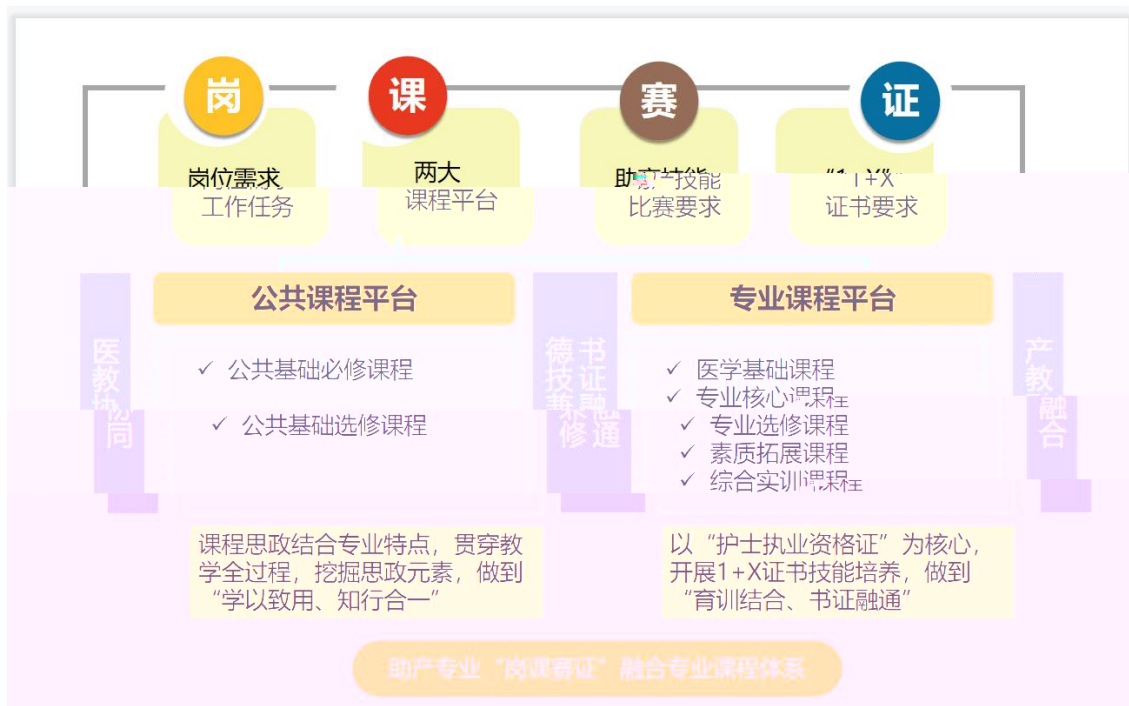 岗
课
赛
证
岗位需求
工作任务
两大
课程平台
助产技能
比赛要求
"1+X"
证书要求
公共课程平台
专业课程平台
医教协同
✓ 公共基础必修课程
✓ 公共基础选修课程
德技兼修
书证融通
✓ 医学基础课程
✓ 专业核心课程
✓ 专业选修课程
✓ 素质拓展课程
✓ 综合实训课程
产教融合
课程思政结合专业特点，贯穿教
学全过程，挖掘思政元素，做到
“学以致用、知行合一”
以“护士执业资格证”为核心，
开展1+X证书技能培养，做到
“育训结合、书证融通”
助产专业“岗课赛证”融合专业课程体系